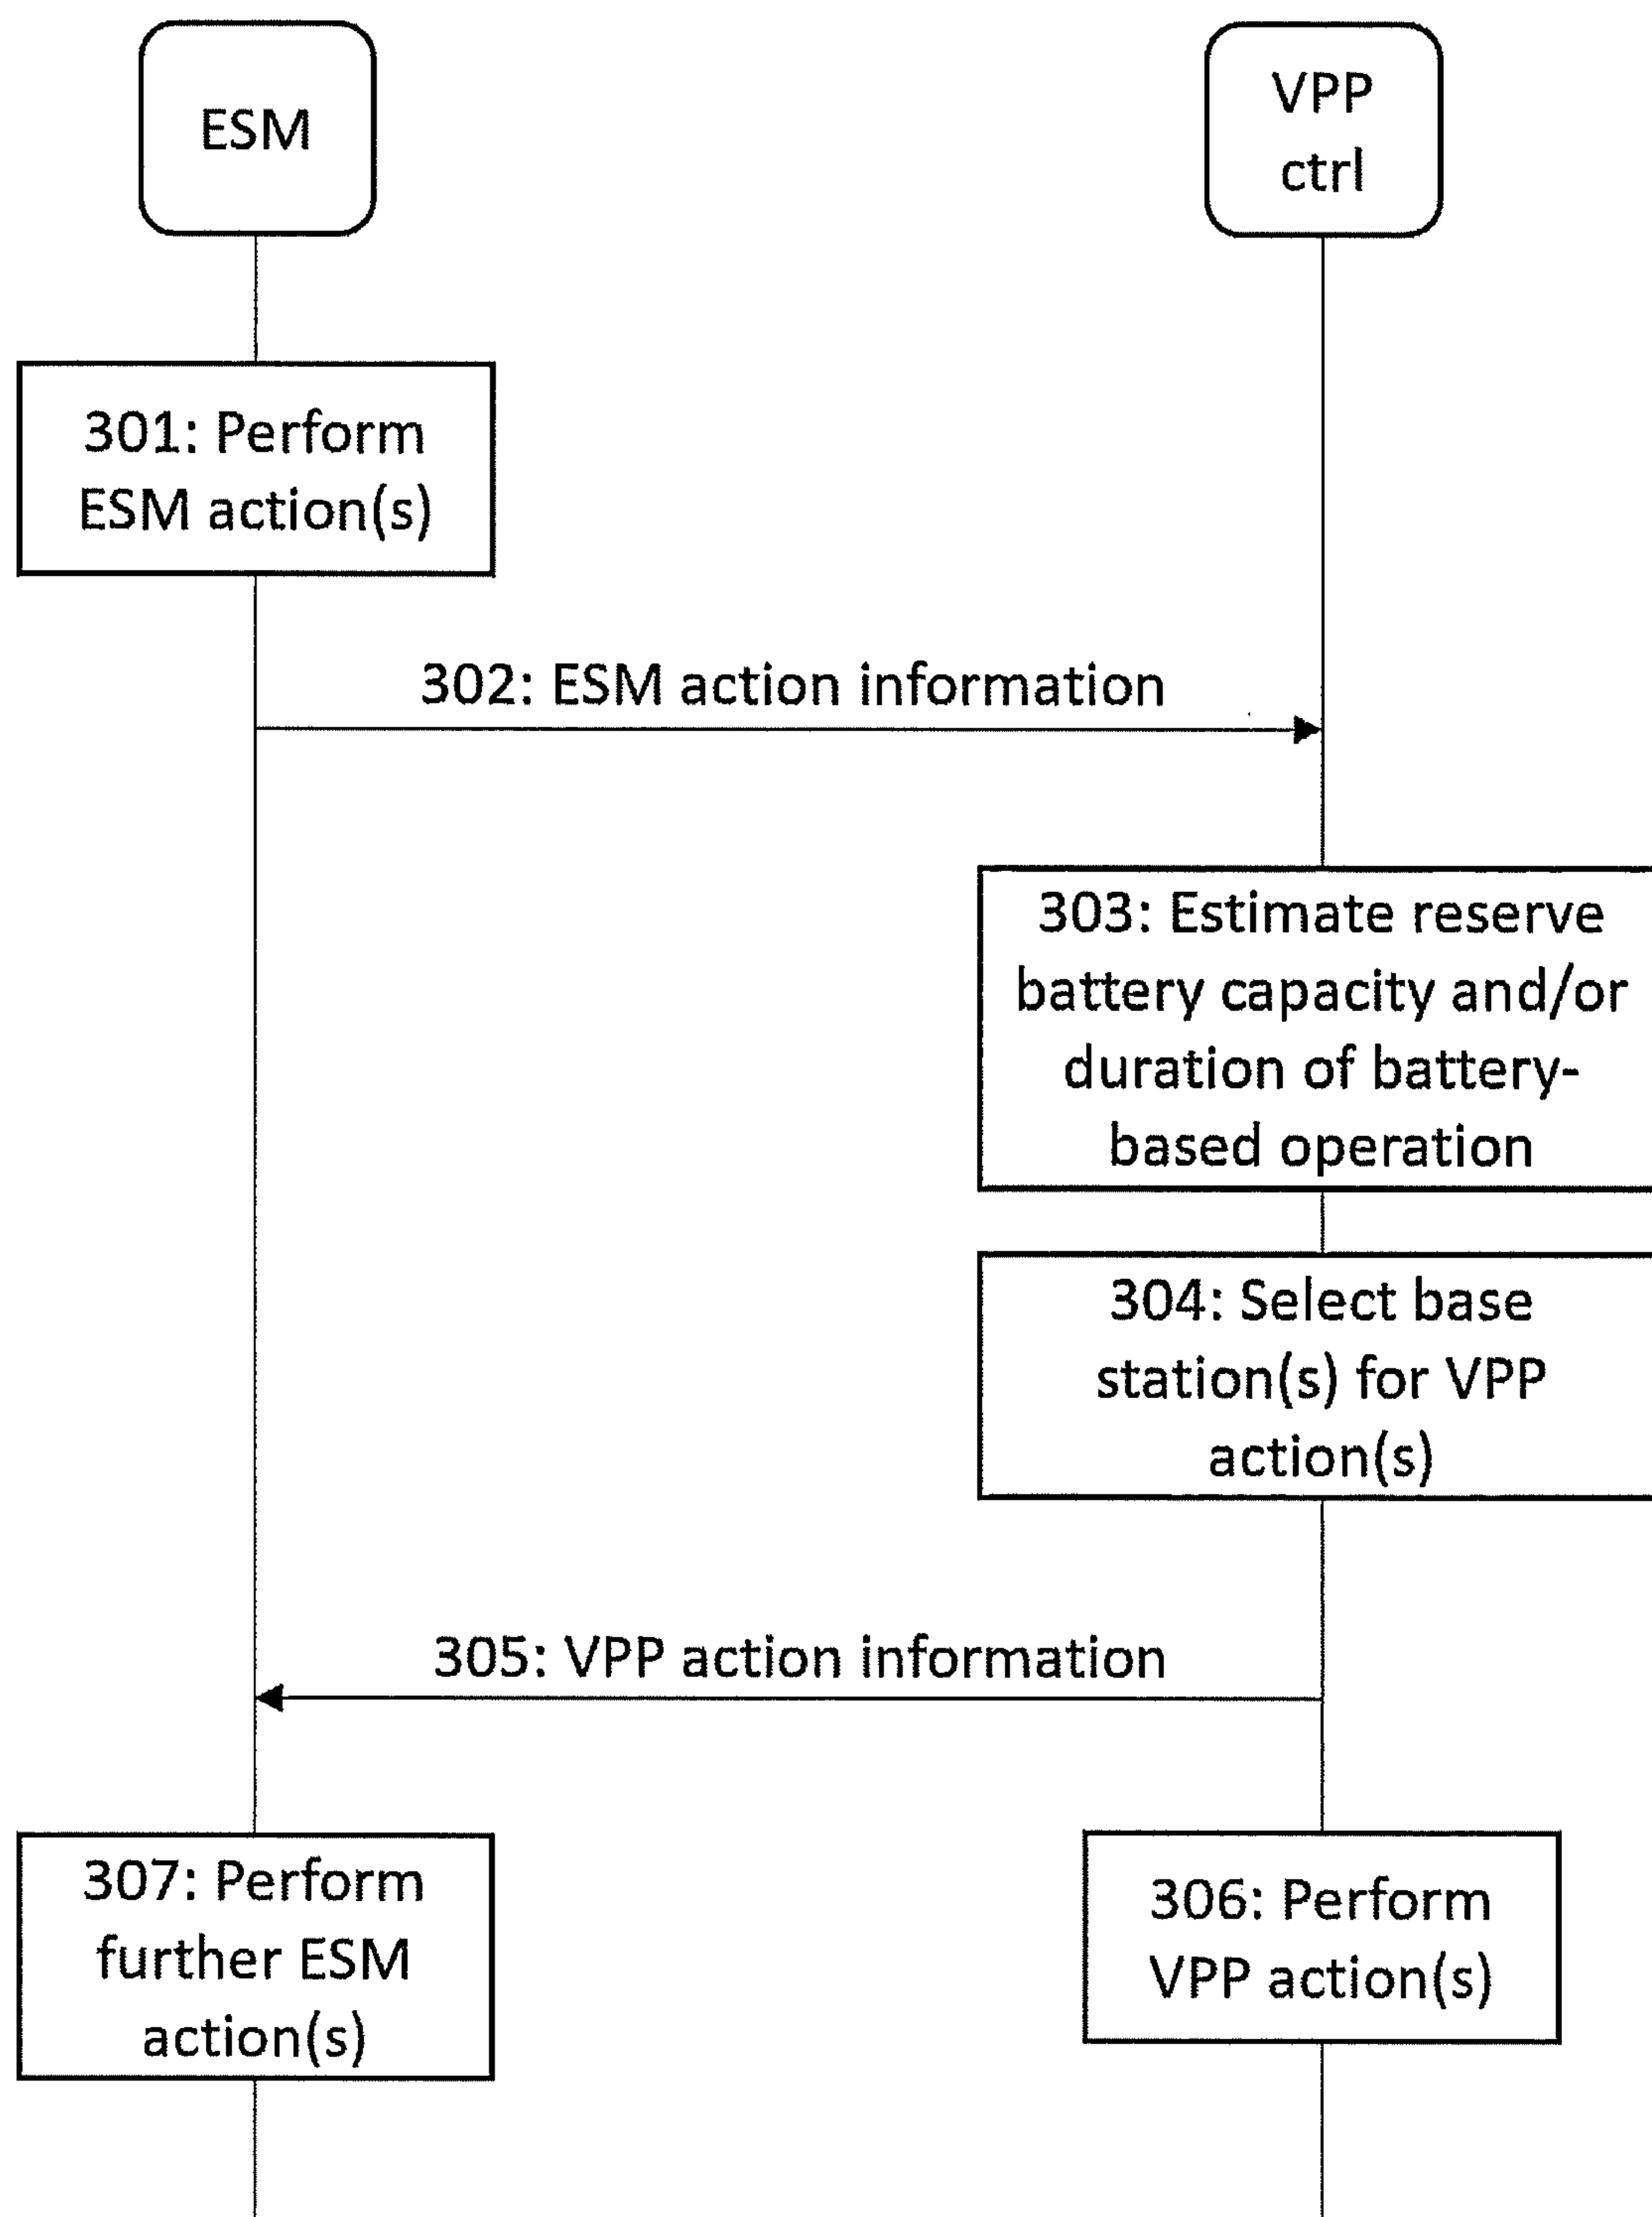 ESM
VPP
ctrl
301: Perform
ESM action(s)
302: ESM action information
303: Estimate reserve
battery capacity and/or
duration of battery-
based operation
304: Select base
station(s) for VPP
action(s)
305: VPP action information
307: Perform
further ESM
action(s)
306: Perform
VPP action(s)